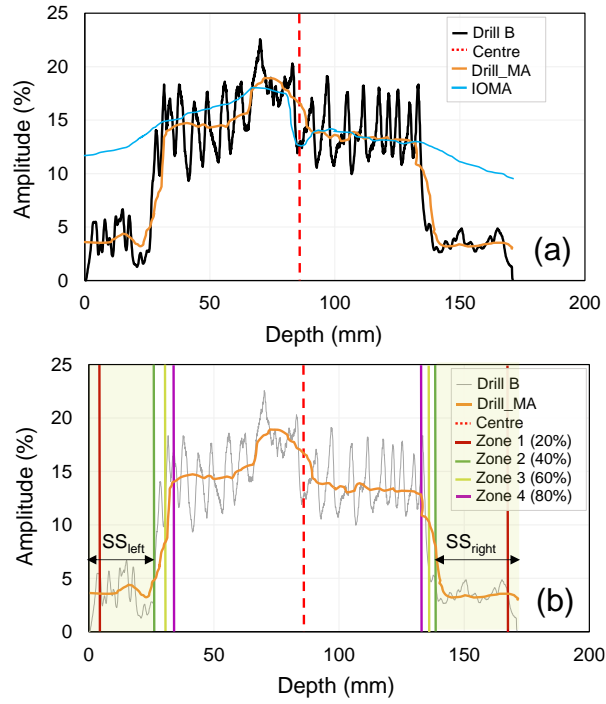 25
20
15
10
5
0
Amplitude (%)
Drill B
Centre
Drill_MA
IOMA
(a)
0
50
100
150
200
Depth (mm)
25
20
15
10
5
0
Amplitude (%)
Drill B
Drill_MA
Centre
Zone 1 (20%)
Zone 2 (40%)
Zone 3 (60%)
Zone 4 (80%)
SSleft
SSright
(b)
0
50
100
150
200
Depth (mm)